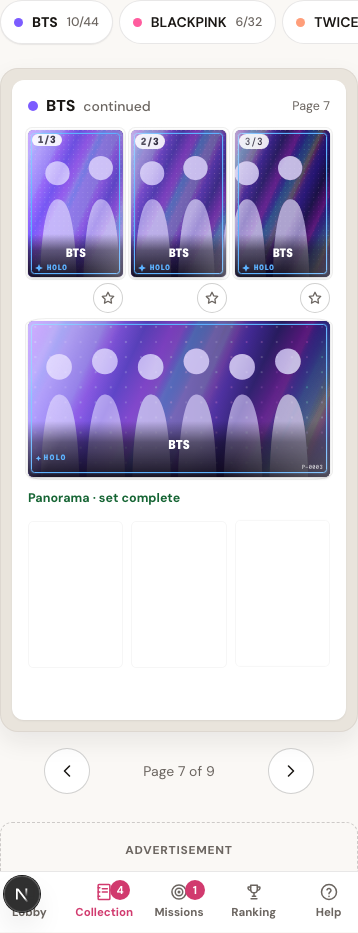 BTS 10/44 BLACKPINK 6/32 TWICE
BTS continued Page 7
1/3 2/3 3/3
BTS BTS BTS
HOLO HOLO HOLO
BTS
HOLO
P-0003
Panorama · set complete
Page 7 of 9
ADVERTISEMENT
N 4 1
Lobby Collection Missions Ranking Help